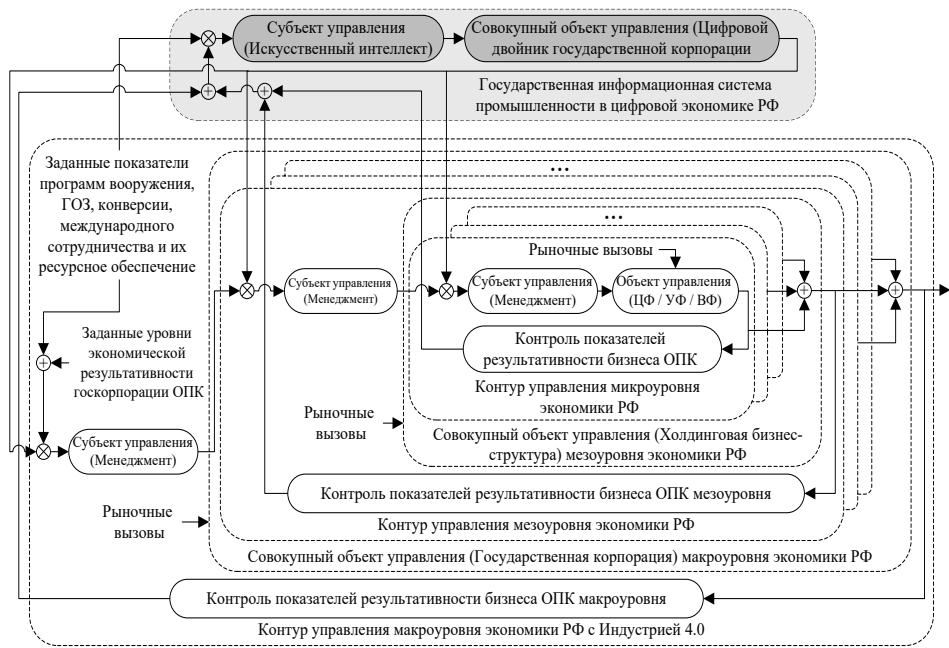 Субъект управления
(Искусственный интеллект)
Совокупный объект управления (Цифровой
двойник государственной корпорации
Государственная информационная система
промышленности в цифровой экономике РФ
Заданные показатели
программ вооружения,
ГОЗ, конверсии,
международного
сотрудничества и их
ресурсное обеспечение
...
...
Рыночные вызовы
Субъект управления
(Менеджмент)
Субъект управления
(Менеджмент)
Объект управления
(ЦФ / УФ / ВФ)
Контроль показателей
результативности бизнеса ОПК
Контур управления микроуровня
экономики РФ
Заданные уровни
экономической
результативности
госкорпорации ОПК
Рыночные
вызовы
Совокупный объект управления (Холдинговая бизнес-
структура) мезоуровня экономики РФ
Субъект управления
(Менеджмент)
Контроль показателей результативности бизнеса ОПК мезоуровня
Рыночные
вызовы
Контур управления мезоуровня экономики РФ
Совокупный объект управления (Государственная корпорация) макроуровня экономики РФ
Контроль показателей результативности бизнеса ОПК макроуровня
Контур управления макроуровня экономики РФ с Индустрией 4.0